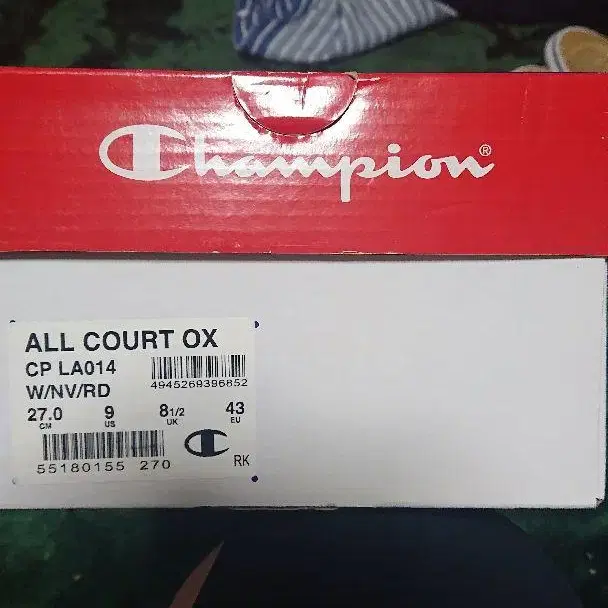 Champion®
ALL COURT OX
CP LA014
4945269396852
W/NV/RD
27.0 9 8 1/2 43
CM US UK EU
C RK
55180155 270